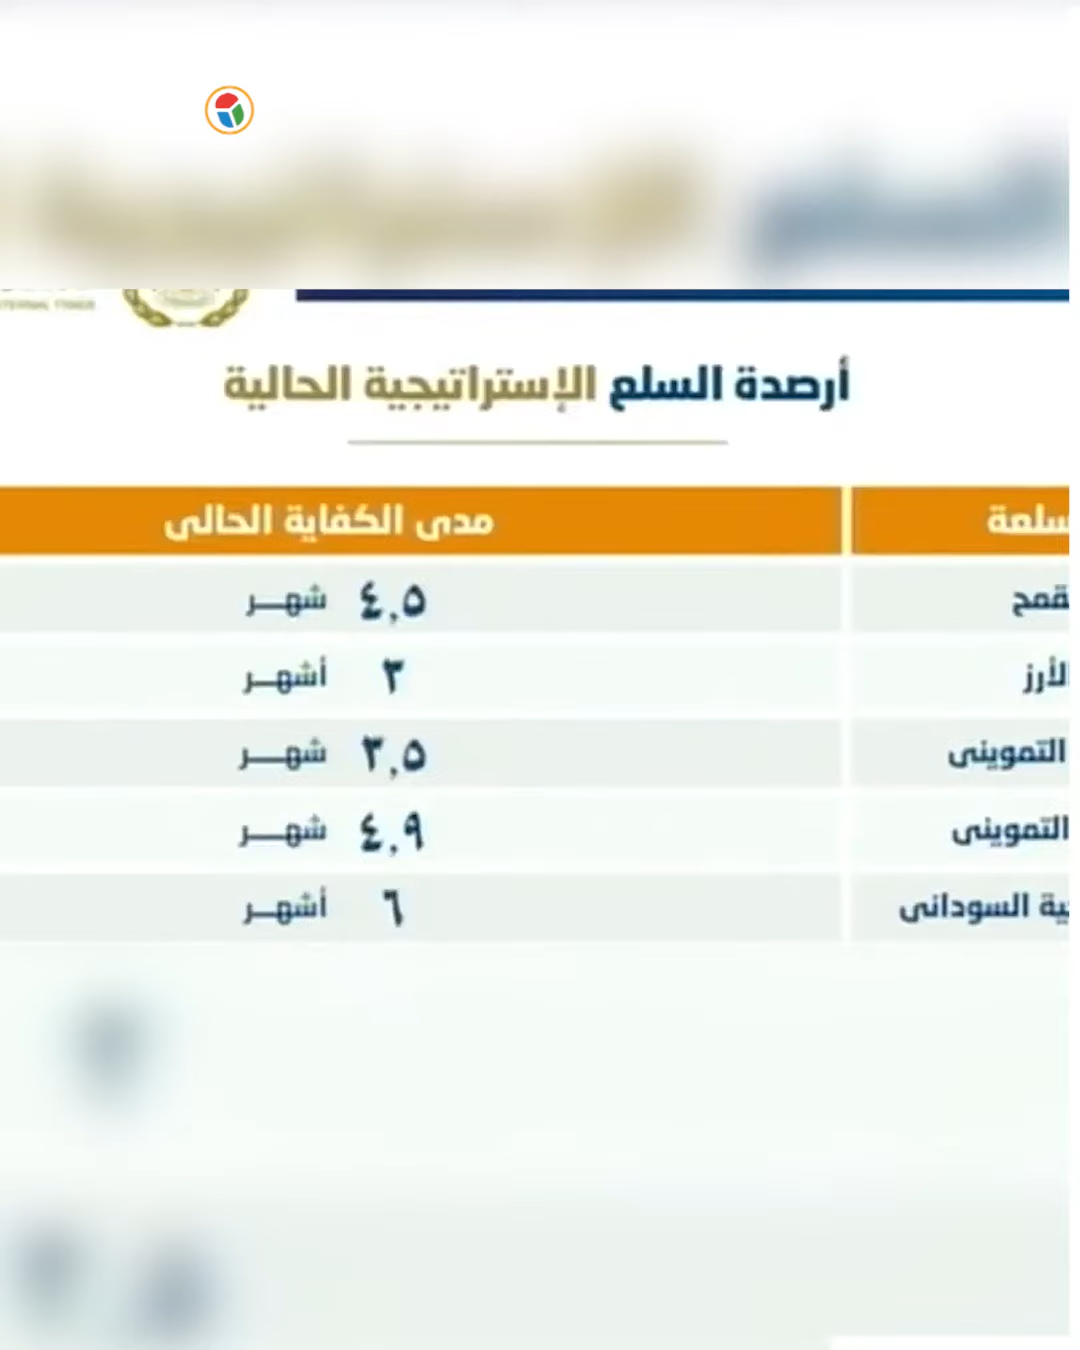 أرصدة السلع الإستراتيجية الحالية
سلعة مدى الكفاية الحالى
قمح ٤,٥ شهر
الأرز ٣ أشهر
التموينى ٣,٥ شهر
التموينى ٤,٩ شهر
ية السودانى ٦ أشهر